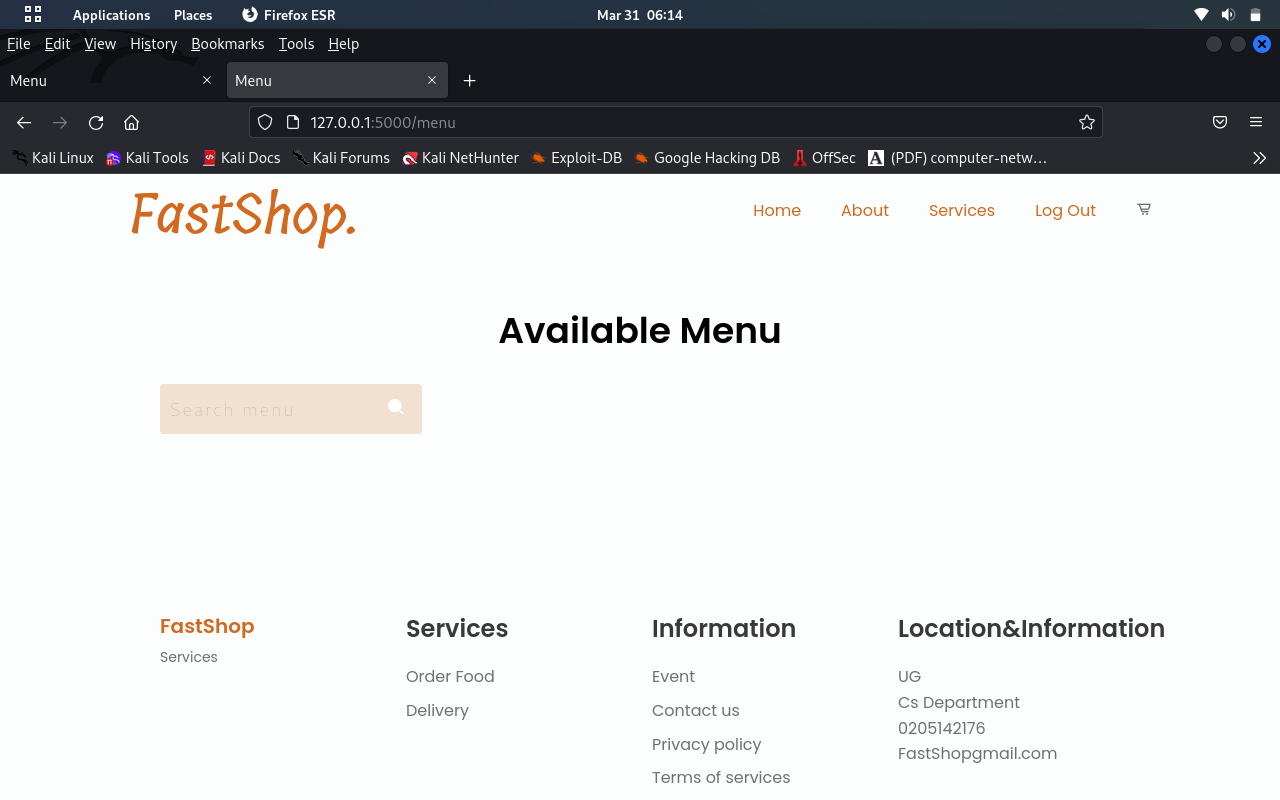 Applications Places Firefox ESR Mar 31 06:14
File Edit View History Bookmarks Tools Help
Menu Menu
127.0.0.1:5000/menu
Kali Linux Kali Tools Kali Docs Kali Forums Kali NetHunter Exploit-DB Google Hacking DB OffSec A (PDF) computer-netw…
FastShop. Home About Services Log Out
Available Menu
Search menu
FastShop
Services
Services
Order Food
Delivery
Information
Event
Contact us
Privacy policy
Terms of services
Location&Information
UG
Cs Department
0205142176
FastShopgmail.com